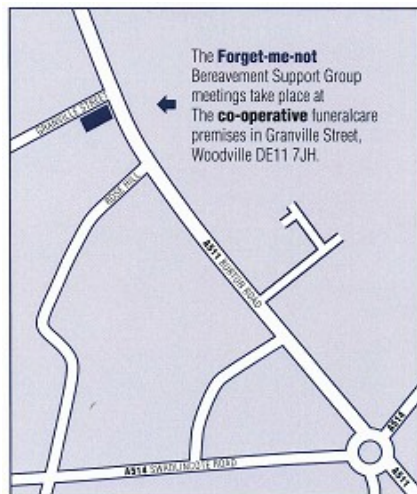 The Forget-me-not
Bereavement Support Group
meetings take place at
The co-operative funeralcare
premises in Granville Street,
Woodville DE11 7JH.
GRANVILLE STREET
ROSE HILL
A511 BURTON ROAD
A514 SWADLINCOTE ROAD
A514
A511